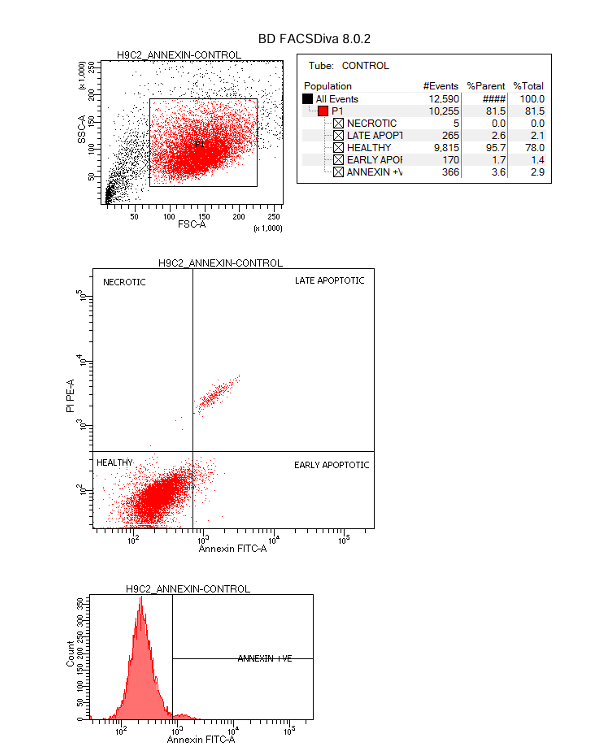 BD FACSDiva 8.0.2
H9C2_ANNEXIN-CONTROL
SSC-A
(x 1,000)
50 100 150 200 250
50 100 150 200 250
FSC-A
(x 1,000)
P1
Tube: CONTROL
Population #Events %Parent %Total
All Events 12,590 #### 100.0
P1 10,255 81.5 81.5
NECROTIC 5 0.0 0.0
LATE APOPT 265 2.6 2.1
HEALTHY 9,815 95.7 78.0
EARLY APOF 170 1.7 1.4
ANNEXIN +V 366 3.6 2.9
H9C2_ANNEXIN-CONTROL
NECROTIC LATE APOPTOTIC
PI PE-A
10^5
10^4
10^3
10^2
HEALTHY EARLY APOPTOTIC
10^2 10^3 10^4 10^5
Annexin FITC-A
H9C2_ANNEXIN-CONTROL
Count
0 50 100 150 200 250 300 350
ANNEXIN +VE
10^2 10^3 10^4 10^5
Annexin FITC-A